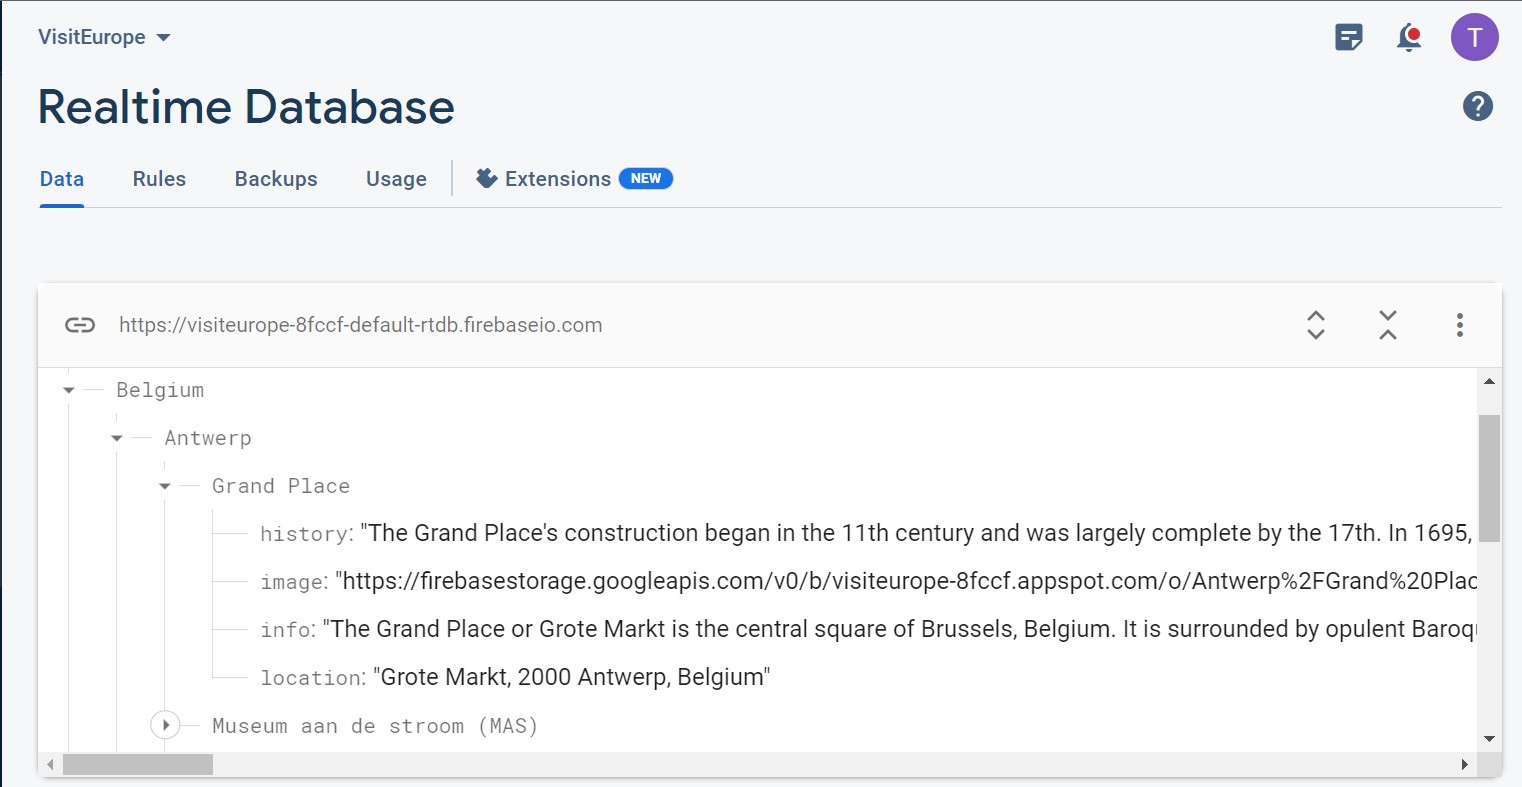 VisitEurope
T
Realtime Database
Data Rules Backups Usage Extensions NEW
https://visiteurope-8fccf-default-rtdb.firebaseio.com
Belgium
Antwerp
Grand Place
history: "The Grand Place's construction began in the 11th century and was largely complete by the 17th. In 1695,
image: "https://firebasestorage.googleapis.com/v0/b/visiteurope-8fccf.appspot.com/o/Antwerp%2FGrand%20Plac
info: "The Grand Place or Grote Markt is the central square of Brussels, Belgium. It is surrounded by opulent Baroq
location: "Grote Markt, 2000 Antwerp, Belgium"
Museum aan de stroom (MAS)